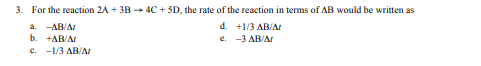 3. For the reaction 2A + 3B → 4C + 5D, the rate of the reaction in terms of ΔB would be written as
a. −ΔB/Δt
b. +ΔB/Δt
c. −1/3 ΔB/Δt
d. +1/3 ΔB/Δt
e. −3 ΔB/Δt